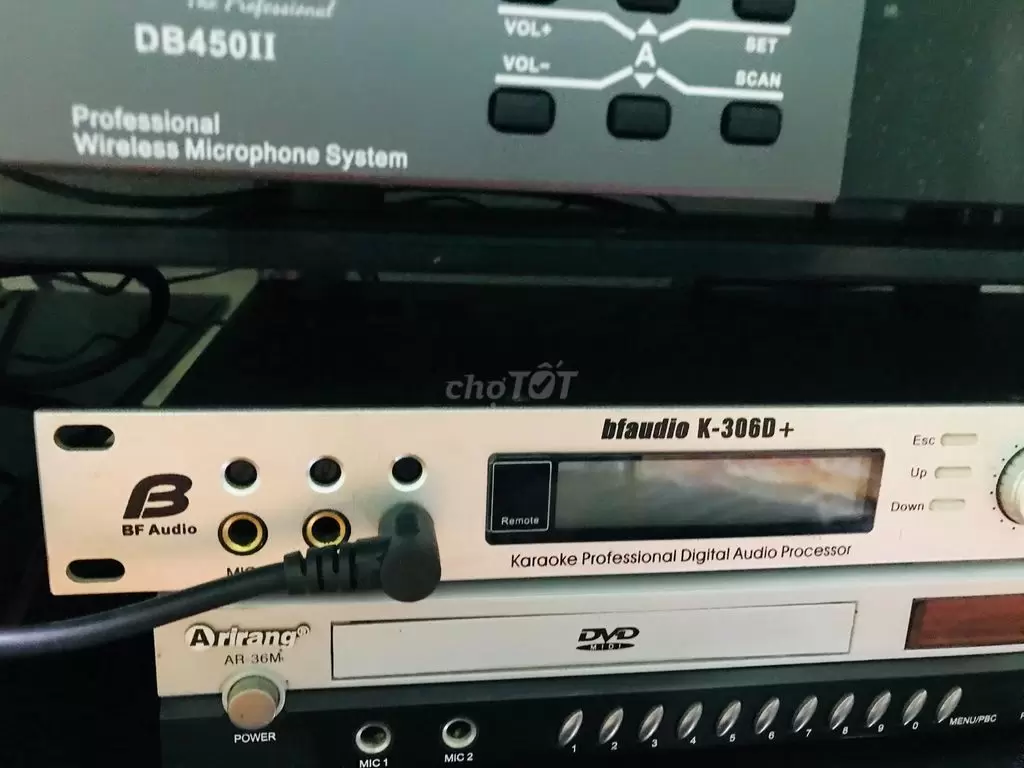 The Professional
DB450II
Professional
Wireless Microphone System
VOL+
VOL-
A
SET
SCAN
chợTỐT
bfaudio K-306D+
BF Audio
Remote
Esc
Up
Down
Karaoke Professional Digital Audio Processor
Arirang®
AR-36M
DVD
MIDI
POWER
MIC 1
MIC 2
1 2 3 4 5 6 7 8 9 0 MENU/PBC